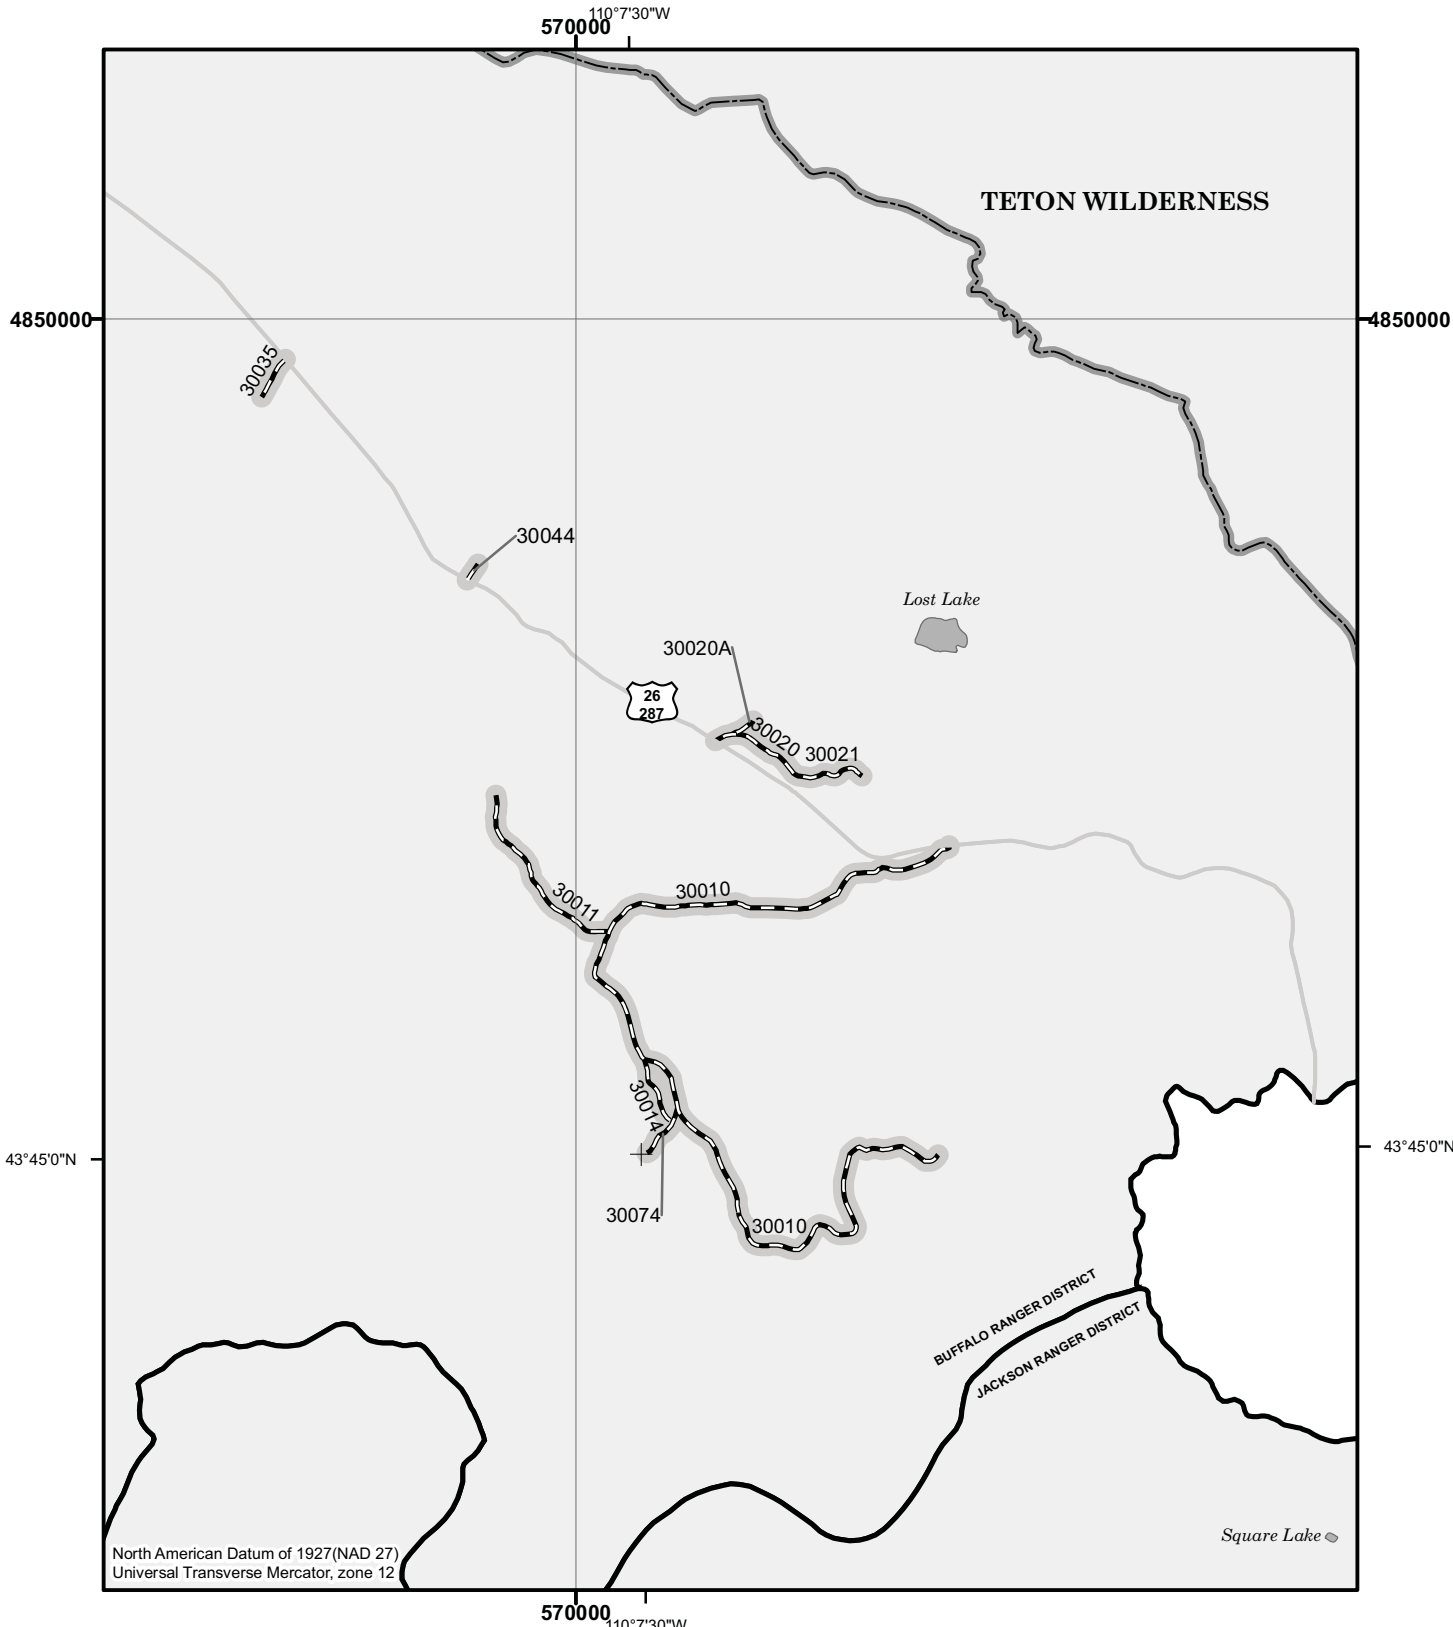 110°7'30"W
570000
TETON WILDERNESS
4850000
4850000
30035
30044
Lost Lake
30020A
26
287
30020
30021
30011
30010
30014
43°45'0"N
43°45'0"N
30074
30010
BUFFALO RANGER DISTRICT
JACKSON RANGER DISTRICT
Square Lake
North American Datum of 1927(NAD 27)
Universal Transverse Mercator, zone 12
570000
110°7'30"W